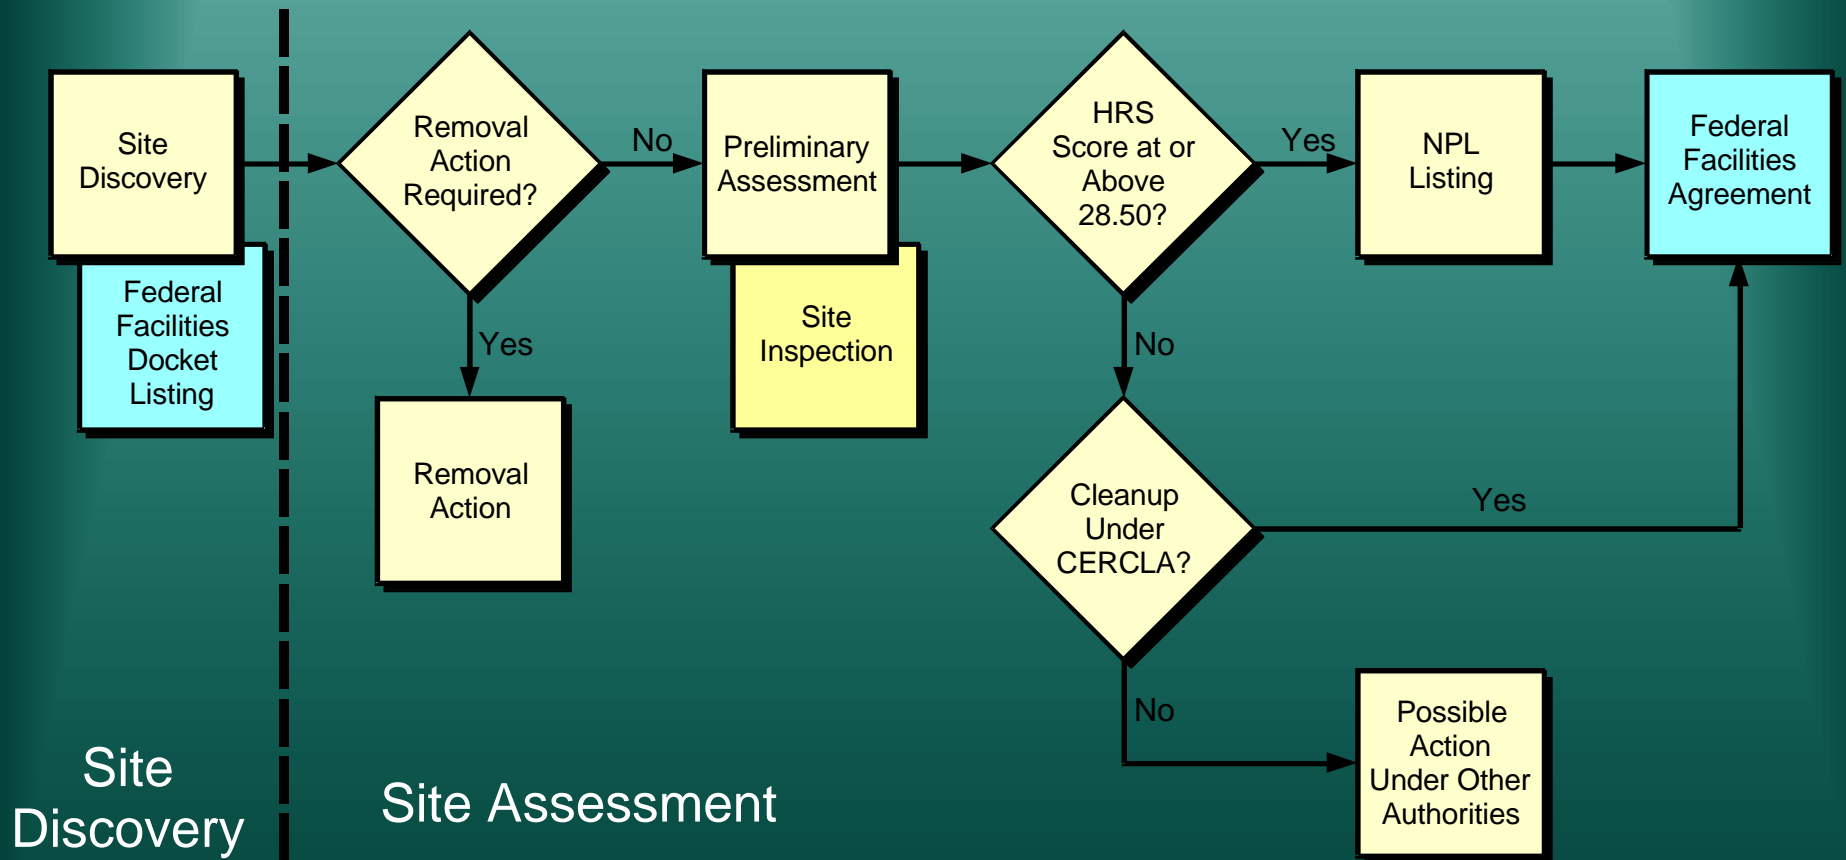 Site
Discovery
Federal
Facilities
Docket
Listing
Removal
Action
Required?
No
Yes
Removal
Action
Preliminary
Assessment
Site
Inspection
HRS
Score at or
Above
28.50?
Yes
No
NPL
Listing
Federal
Facilities
Agreement
Cleanup
Under
CERCLA?
Yes
No
Possible
Action
Under Other
Authorities
Site
Discovery
Site Assessment